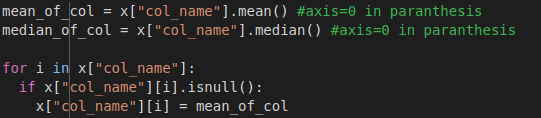 mean_of_col = x["col_name"].mean() #axis=0 in paranthesis
median_of_col = x["col_name"].median() #axis=0 in paranthesis
for i in x["col_name"]:
if x["col_name"][i].isnull():
x["col_name"][i] = mean_of_col